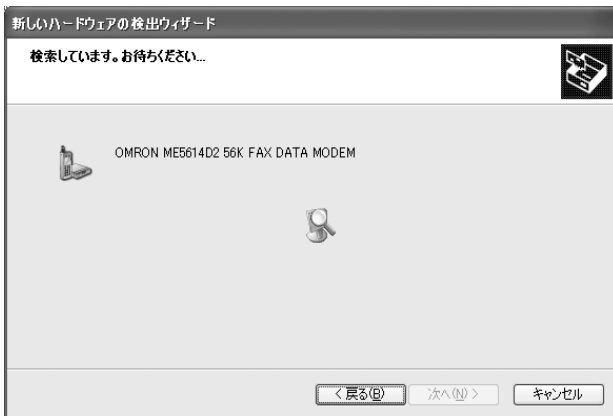 新しいハードウェアの検出ウィザード
検索しています。お待ちください...
OMRON ME5614D2 56K FAX DATA MODEM
< 戻る(B)
次へ(N) >
キャンセル